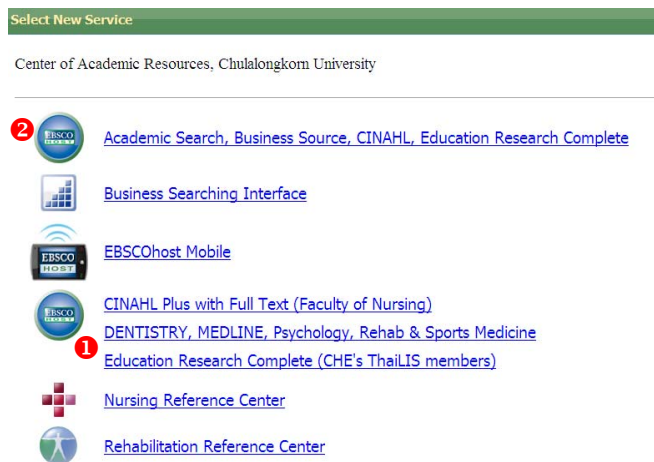 Select New Service
Center of Academic Resources, Chulalongkorn University
2
EBSCO
HOST
Academic Search, Business Source, CINAHL, Education Research Complete
Business Searching Interface
EBSCO
HOST
EBSCOhost Mobile
EBSCO
HOST
CINAHL Plus with Full Text (Faculty of Nursing)
DENTISTRY, MEDLINE, Psychology, Rehab & Sports Medicine
1
Education Research Complete (CHE's ThaiLIS members)
Nursing Reference Center
Rehabilitation Reference Center